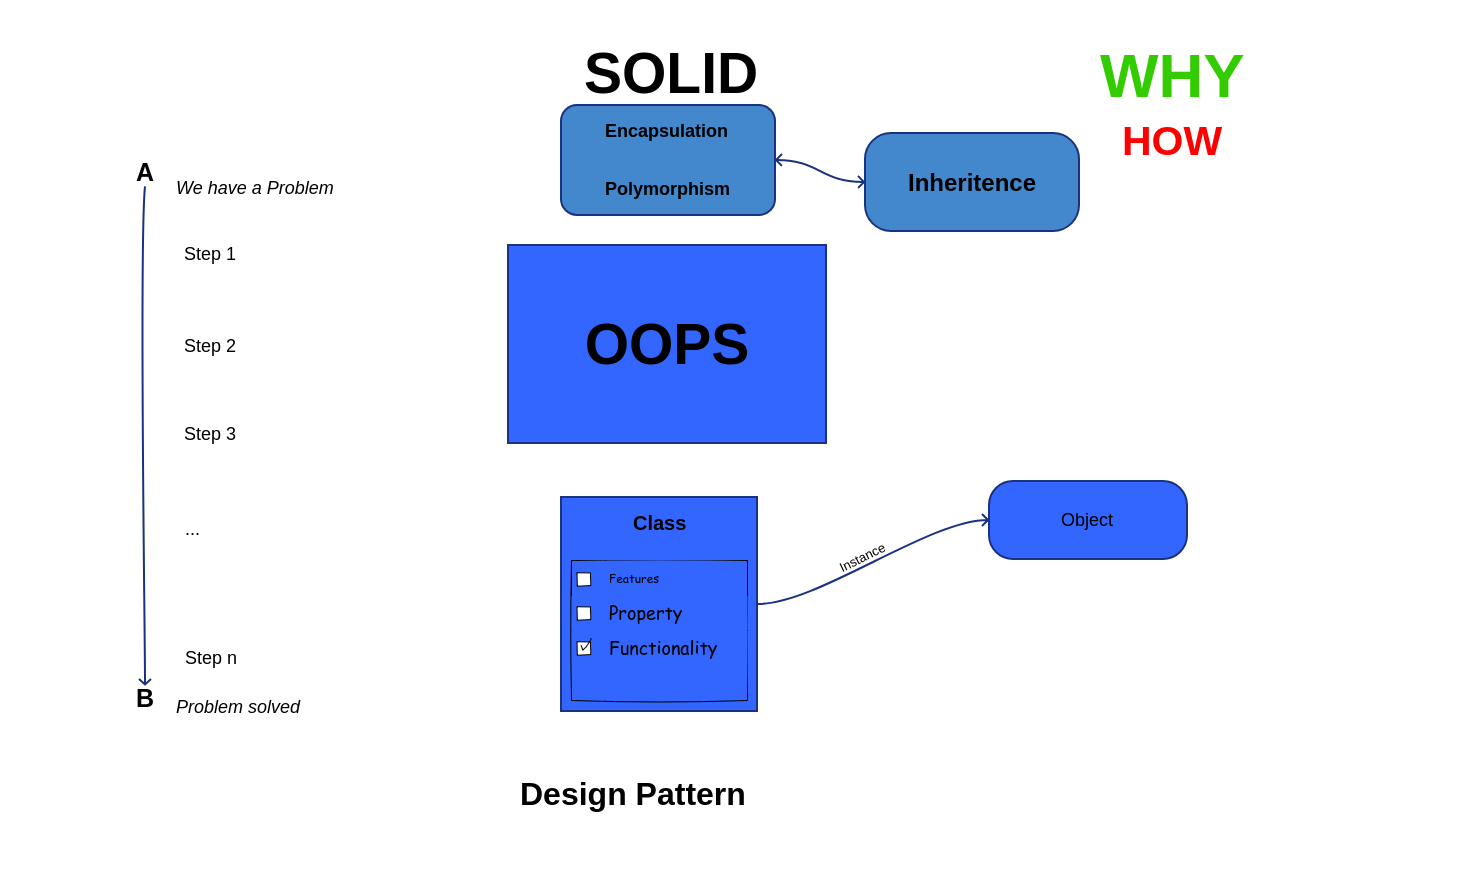 SOLID
WHY
HOW
Encapsulation
Polymorphism
Inheritence
A
We have a Problem
Step 1
Step 2
Step 3
...
Step n
B
Problem solved
OOPS
Class
Features
Property
Functionality
Instance
Object
Design Pattern